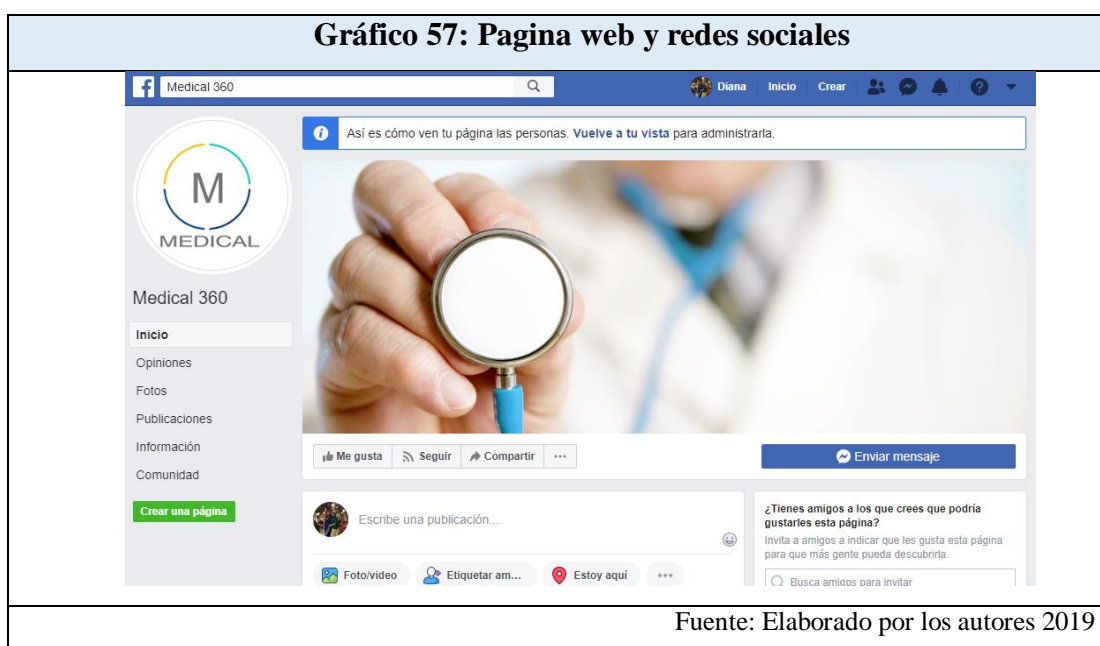 Gráfico 57: Pagina web y redes sociales
Medical 360
Diana Inicio Crear
Así es cómo ven tu página las personas. Vuelve a tu vista para administrarla.
M
MEDICAL
Medical 360
Inicio
Opiniones
Fotos
Publicaciones
Información
Comunidad
Crear una página
Me gusta Seguir Compartir ...
Enviar mensaje
Escribe una publicación...
Foto/video Etiquetar am... Estoy aquí ...
¿Tienes amigos a los que crees que podría
gustarles esta página?
Invita a amigos a indicar que les gusta esta página
para que más gente pueda descubrirla.
Busca amigos para invitar
Fuente: Elaborado por los autores 2019